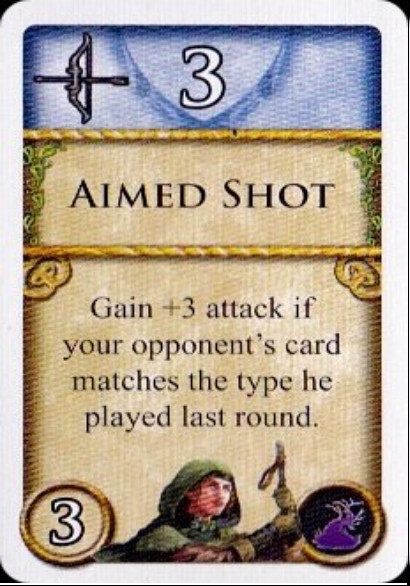 3
AIMED SHOT
Gain +3 attack if
your opponent's card
matches the type he
played last round.
3